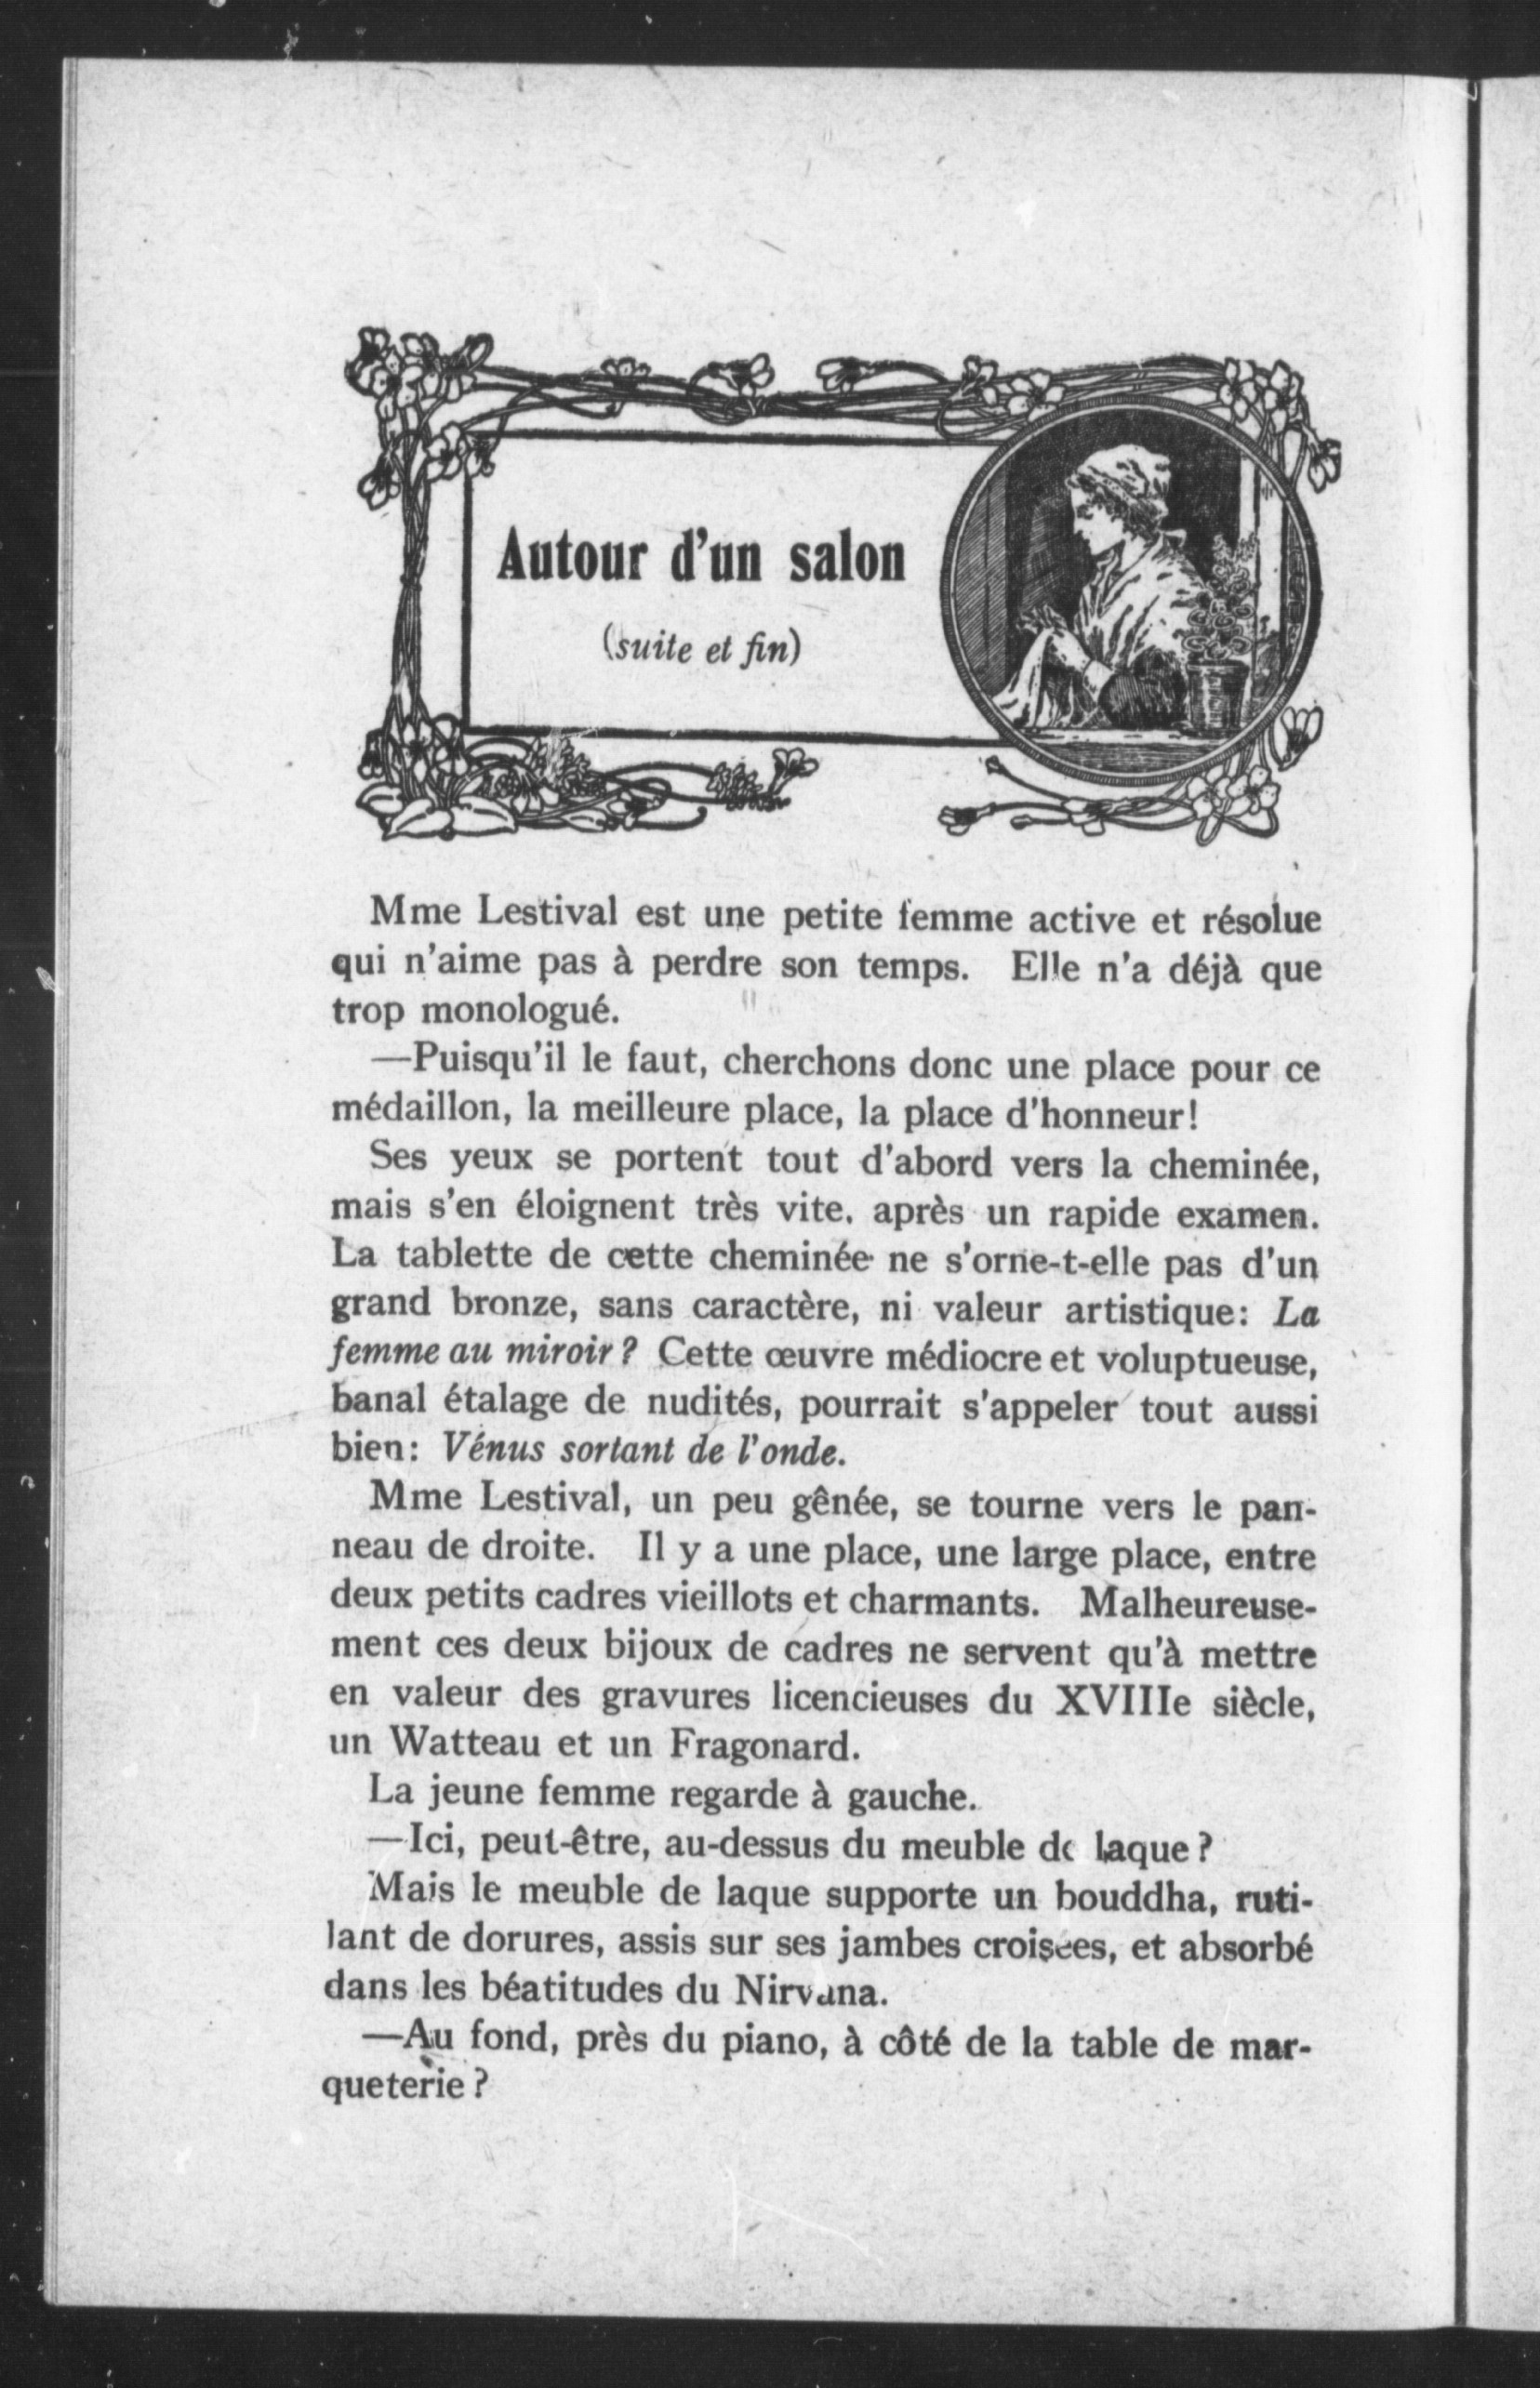 Autour d'un salon
(suite et fin)
Mme Lestival est une petite femme active et résolue
qui n'aime pas à perdre son temps. Elle n'a déjà que
trop monologué.
—Puisqu'il le faut, cherchons donc une place pour ce
médaillon, la meilleure place, la place d'honneur!
Ses yeux se portent tout d'abord vers la cheminée,
mais s'en éloignent très vite, après un rapide examen.
La tablette de cette cheminée ne s'orne-t-elle pas d'un
grand bronze, sans caractère, ni valeur artistique: La
femme au miroir? Cette œuvre médiocre et voluptueuse,
banal étalage de nudités, pourrait s'appeler tout aussi
bien: Vénus sortant de l'onde.
Mme Lestival, un peu gênée, se tourne vers le pan-
neau de droite. Il y a une place, une large place, entre
deux petits cadres vieillots et charmants. Malheureuse-
ment ces deux bijoux de cadres ne servent qu'à mettre
en valeur des gravures licencieuses du XVIIIe siècle,
un Watteau et un Fragonard.
La jeune femme regarde à gauche.
—Ici, peut-être, au-dessus du meuble de laque?
Mais le meuble de laque supporte un bouddha, ruti-
lant de dorures, assis sur ses jambes croisées, et absorbé
dans les béatitudes du Nirvana.
—Au fond, près du piano, à côté de la table de mar-
queterie?